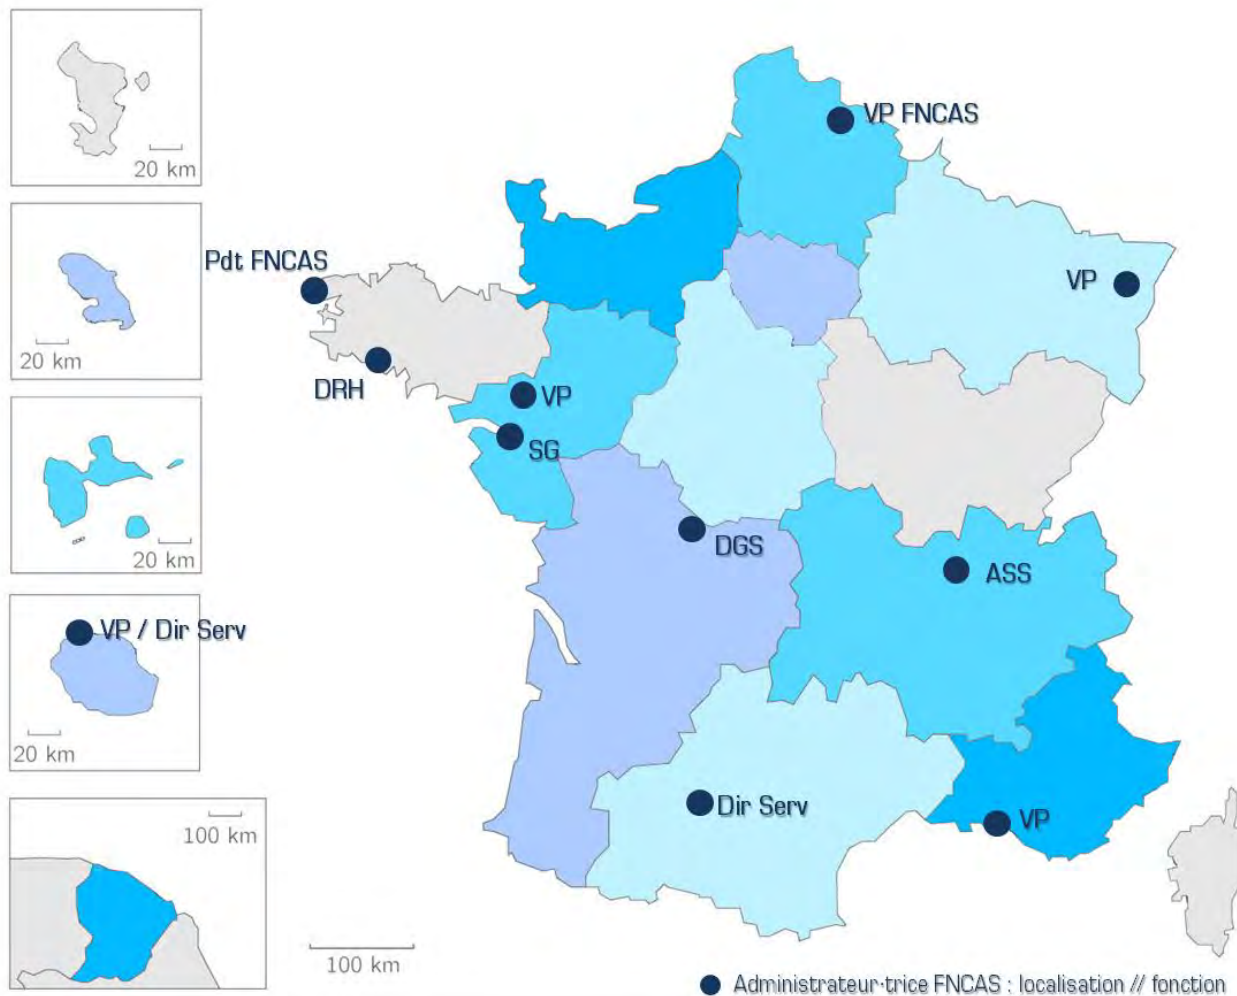 20 km
VP FNCAS
Pdt FNCAS
VP
20 km
DRH
VP
SG
20 km
DGS
ASS
VP / Dir Serv
20 km
Dir Serv
VP
100 km
100 km
Administrateur·trice FNCAS : localisation // fonction